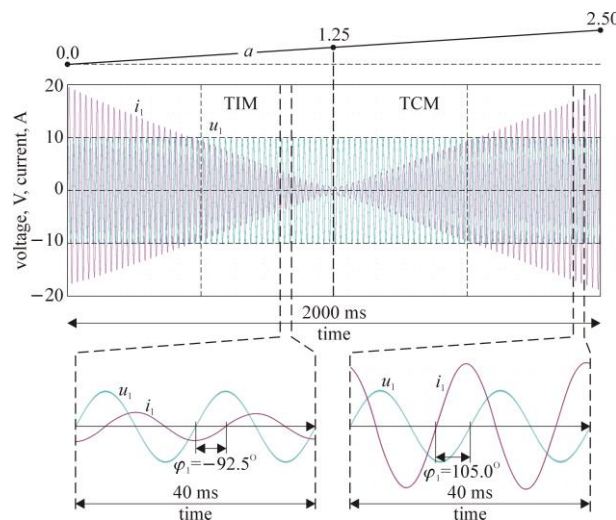 0.0
1.25
2.50
a
20
10
0
−10
−20
voltage, V, current, A
i₁
TIM
u₁
TCM
2000 ms
time
u₁
i₁
φ₁=−92.5°
40 ms
time
u₁
i₁
φ₁=105.0°
40 ms
time